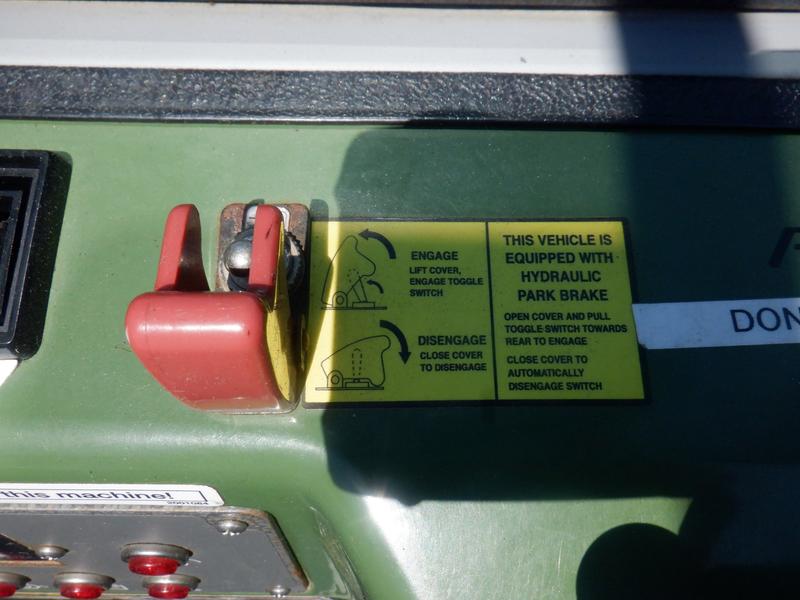 ENGAGE
LIFT COVER,
ENGAGE TOGGLE
SWITCH
DISENGAGE
CLOSE COVER
TO DISENGAGE
THIS VEHICLE IS
EQUIPPED WITH
HYDRAULIC
PARK BRAKE
OPEN COVER AND PULL
TOGGLE SWITCH TOWARDS
REAR TO ENGAGE
CLOSE COVER TO
AUTOMATICALLY
DISENGAGE SWITCH
DON
this machine!